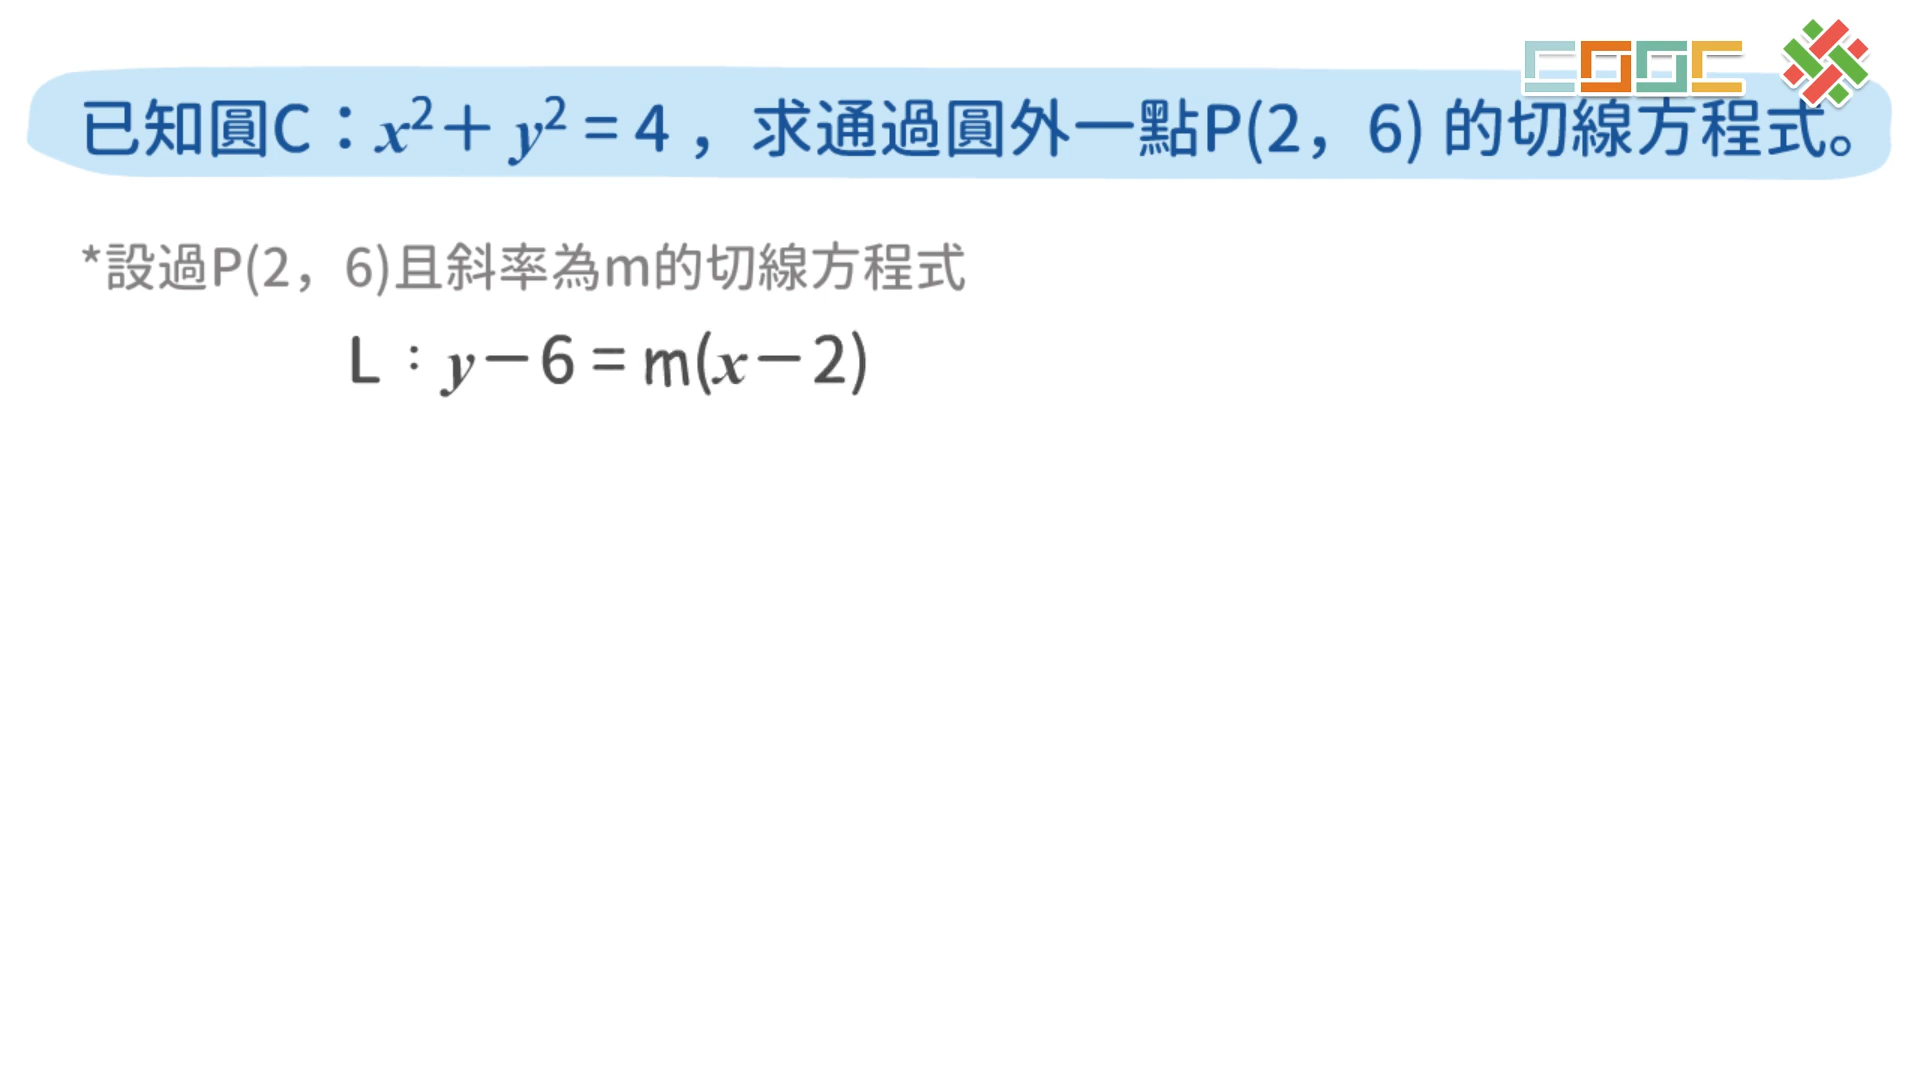 COOC
已知圓C：x²+ y² = 4，求通過圓外一點P(2，6) 的切線方程式。
*設過P(2，6)且斜率為m的切線方程式
L：y－6 = m(x－2)